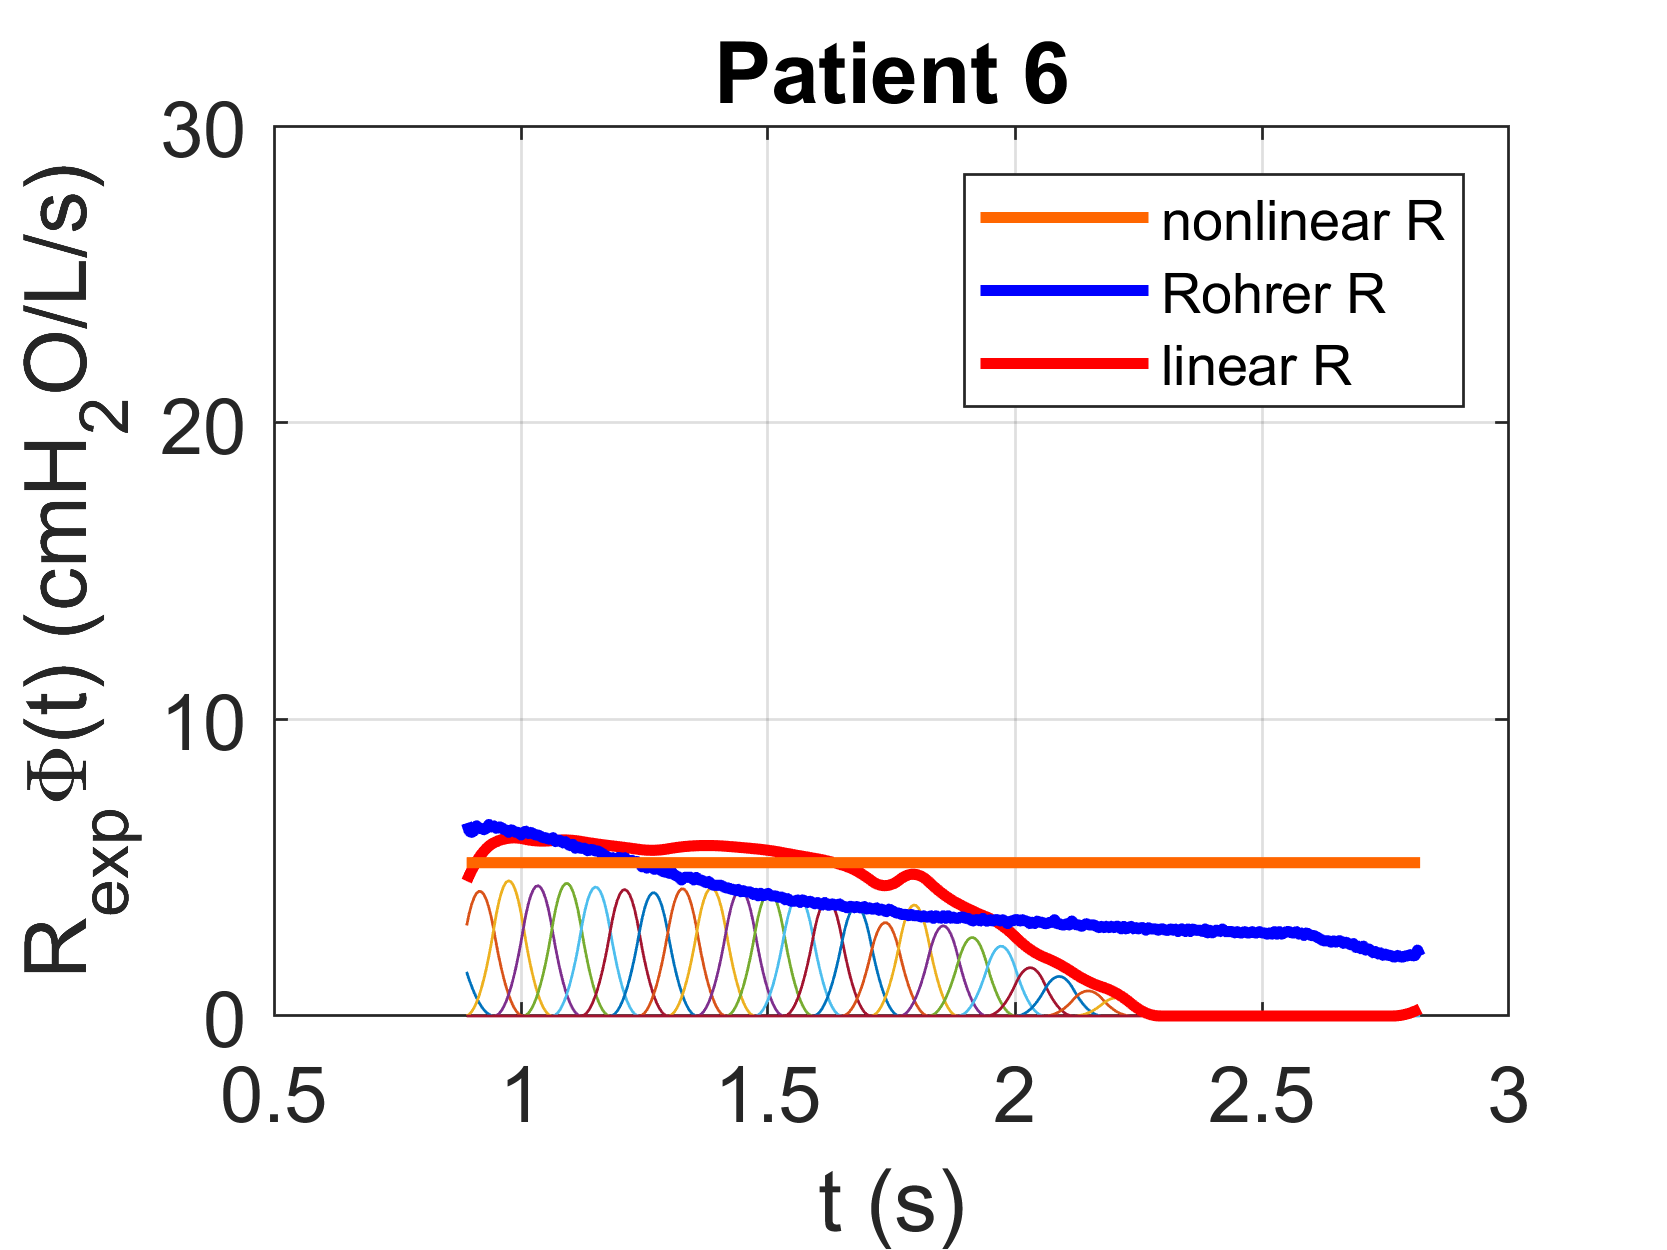 Patient 6
R_expΦ(t) (cmH_2O/L/s)
30
20
10
0
nonlinear R
Rohrer R
linear R
0.5 1 1.5 2 2.5 3
t (s)